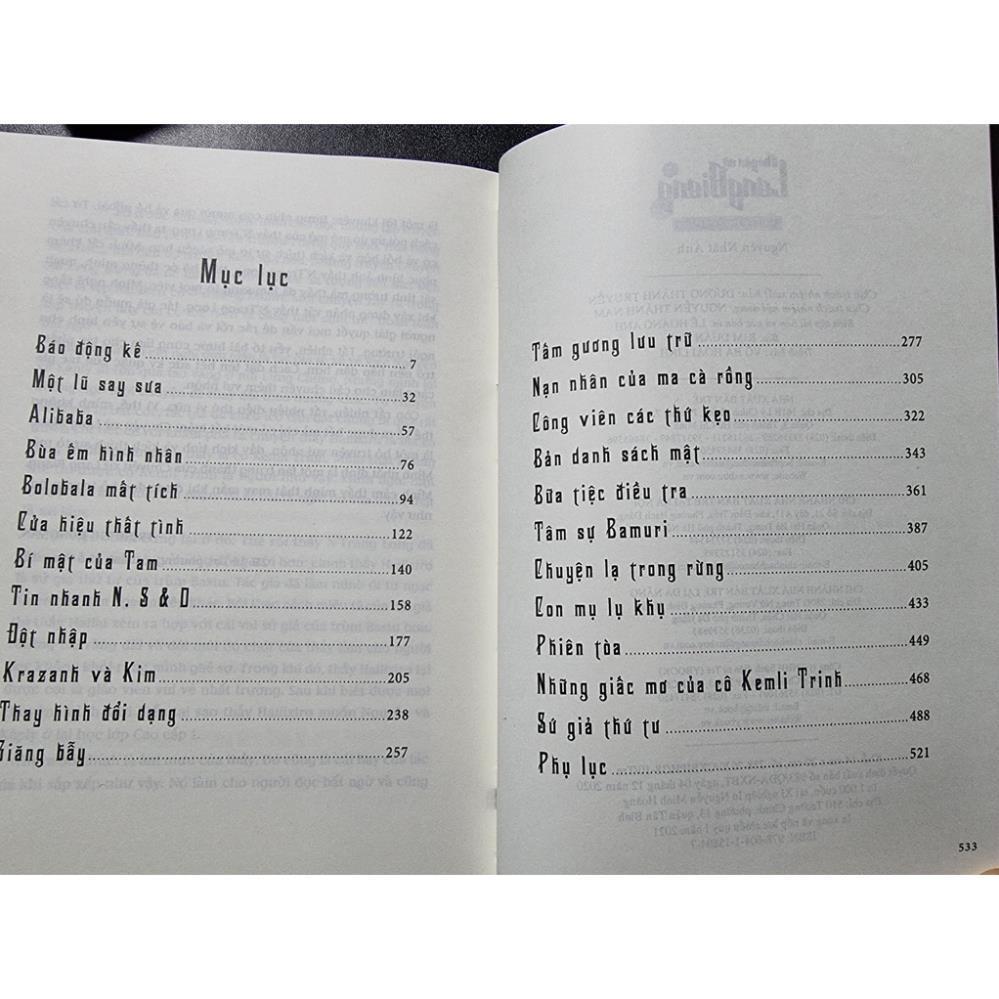 Mục lục
Báo động kê ... 7
Một lũ say sưa ... 32
Alibaba ... 57
Bùa êm hình nhân ... 76
Bolobala mất tích ... 94
Cửa hiệu thất tình ... 122
Bí mật của Tam ... 140
Tin nhanh N, S & D ... 158
Đột nhập ... 177
Krazanh và Kim ... 205
Thay hình đổi dạng ... 238
Giăng bẫy ... 257
Tấm gương lưu trữ ... 277
Nạn nhân của ma cà rồng ... 305
Công viên các thứ kẹo ... 322
Bản danh sách mật ... 343
Bữa tiệc điều tra ... 361
Tâm sự Bamuri ... 387
Chuyện lạ trong rừng ... 405
Con mụ lụ khụ ... 433
Phiên tòa ... 449
Những giấc mơ của cô Kemli Trinh ... 468
Sứ giả thứ tư ... 488
Phụ lục ... 521
533